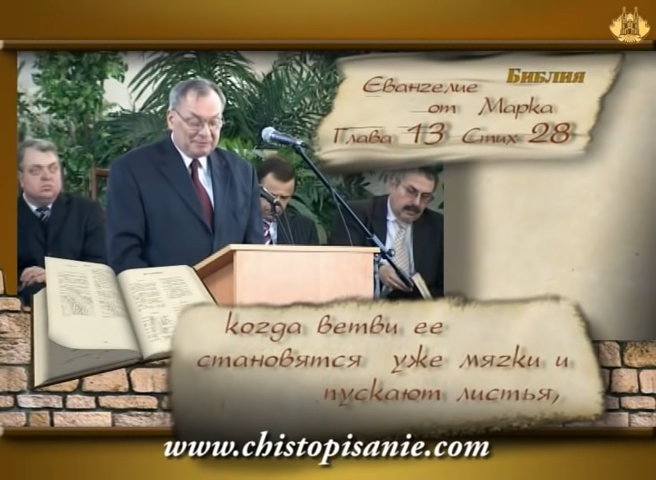 Библия
Евангелие
от Марка
Глава 13 Стих 28
когда ветви ее
становятся уже мягки и
пускают листья,
www.chistopisanie.com